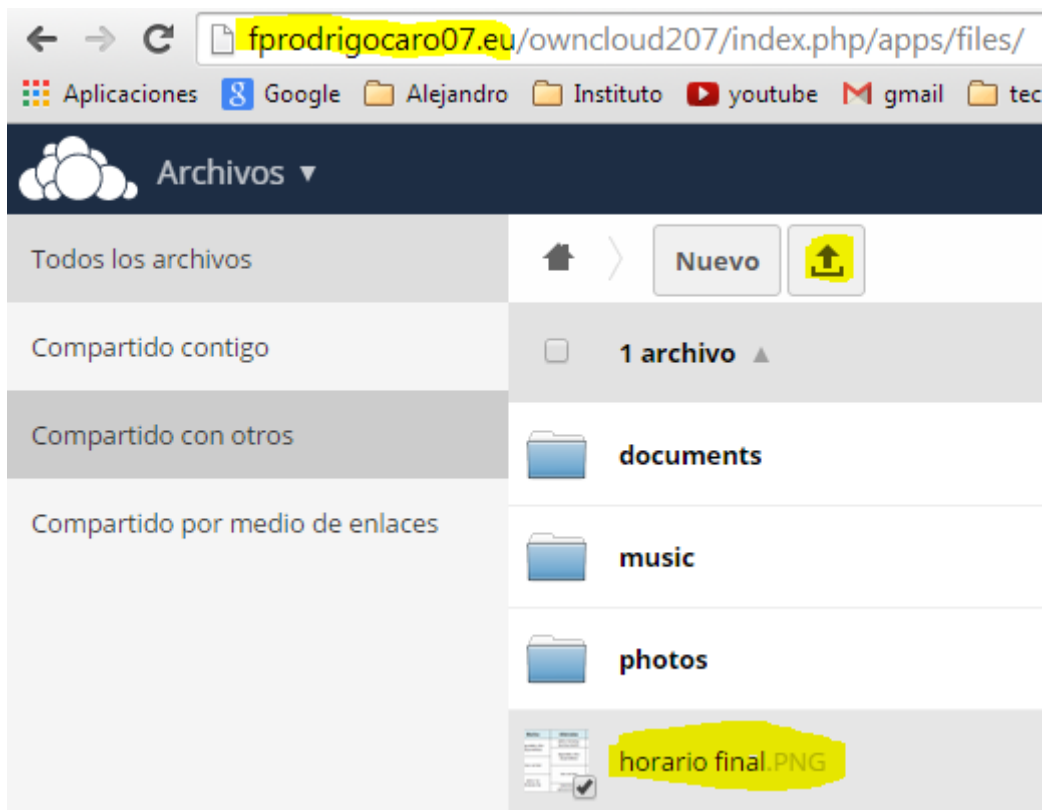 fprodrigocaro07.eu/owncloud207/index.php/apps/files/
Aplicaciones Google Alejandro Instituto youtube gmail tec
Archivos
Todos los archivos
Compartido contigo
Compartido con otros
Compartido por medio de enlaces
Nuevo
1 archivo
documents
music
photos
horario final.PNG